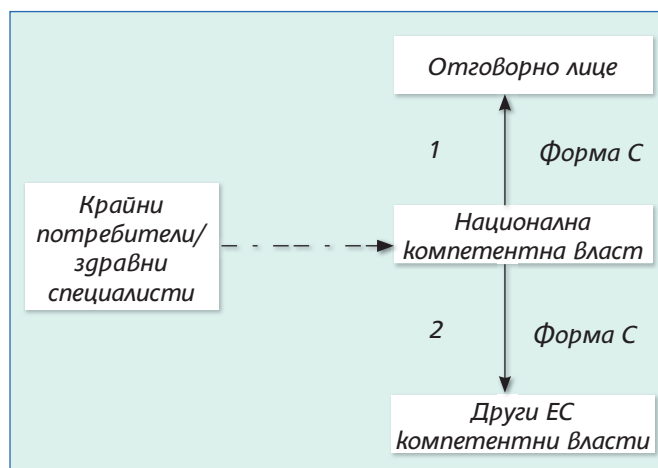 Отговорно лице
1
Форма С
Крайни
потребители/
здравни
специалисти
Национална
компетентна власт
2
Форма С
Други ЕС
компетентни власти